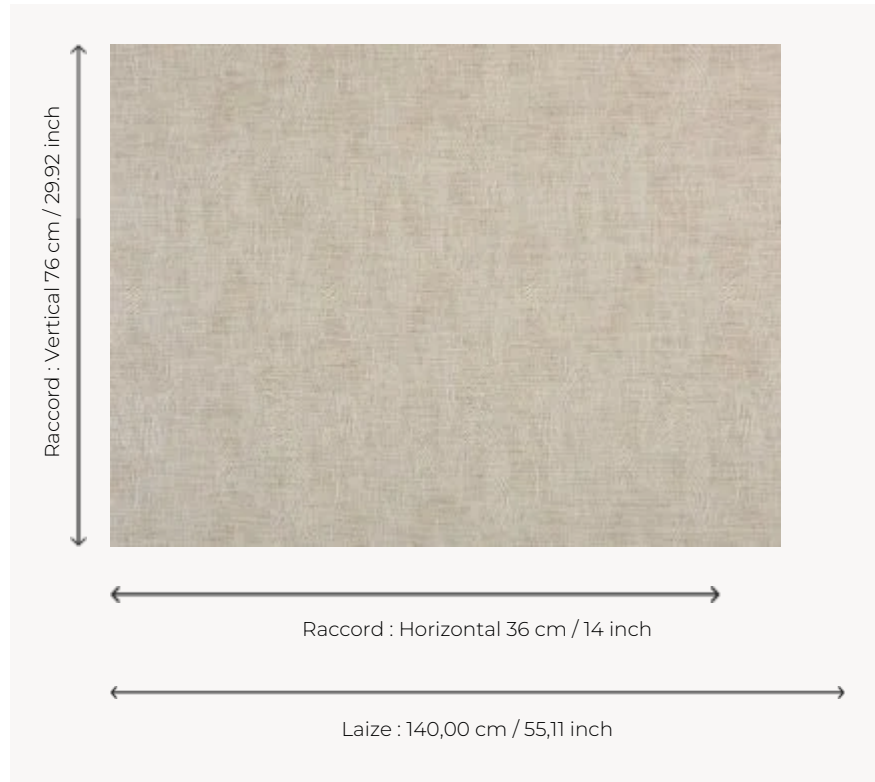 Raccord : Vertical 76 cm / 29.92 inch
Raccord : Horizontal 36 cm / 14 inch
Laize : 140,00 cm / 55,11 inch